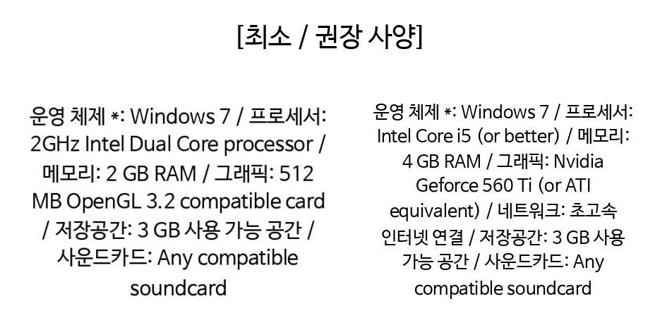 [최소 / 권장 사양]
운영 체제 *: Windows 7 / 프로세서:
2GHz Intel Dual Core processor /
메모리: 2 GB RAM / 그래픽: 512
MB OpenGL 3.2 compatible card
/ 저장공간: 3 GB 사용 가능 공간 /
사운드카드: Any compatible
soundcard
운영 체제 *: Windows 7 / 프로세서:
Intel Core i5 (or better) / 메모리:
4 GB RAM / 그래픽: Nvidia
Geforce 560 Ti (or ATI
equivalent) / 네트워크: 초고속
인터넷 연결 / 저장공간: 3 GB 사용
가능 공간 / 사운드카드: Any
compatible soundcard